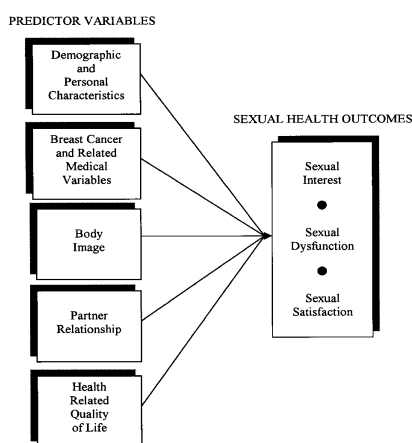 PREDICTOR VARIABLES
Demographic
and
Personal
Characteristics
Breast Cancer
and Related
Medical
Variables
Body
Image
Partner
Relationship
Health
Related
Quality
of Life
SEXUAL HEALTH OUTCOMES
Sexual
Interest
Sexual
Dysfunction
Sexual
Satisfaction